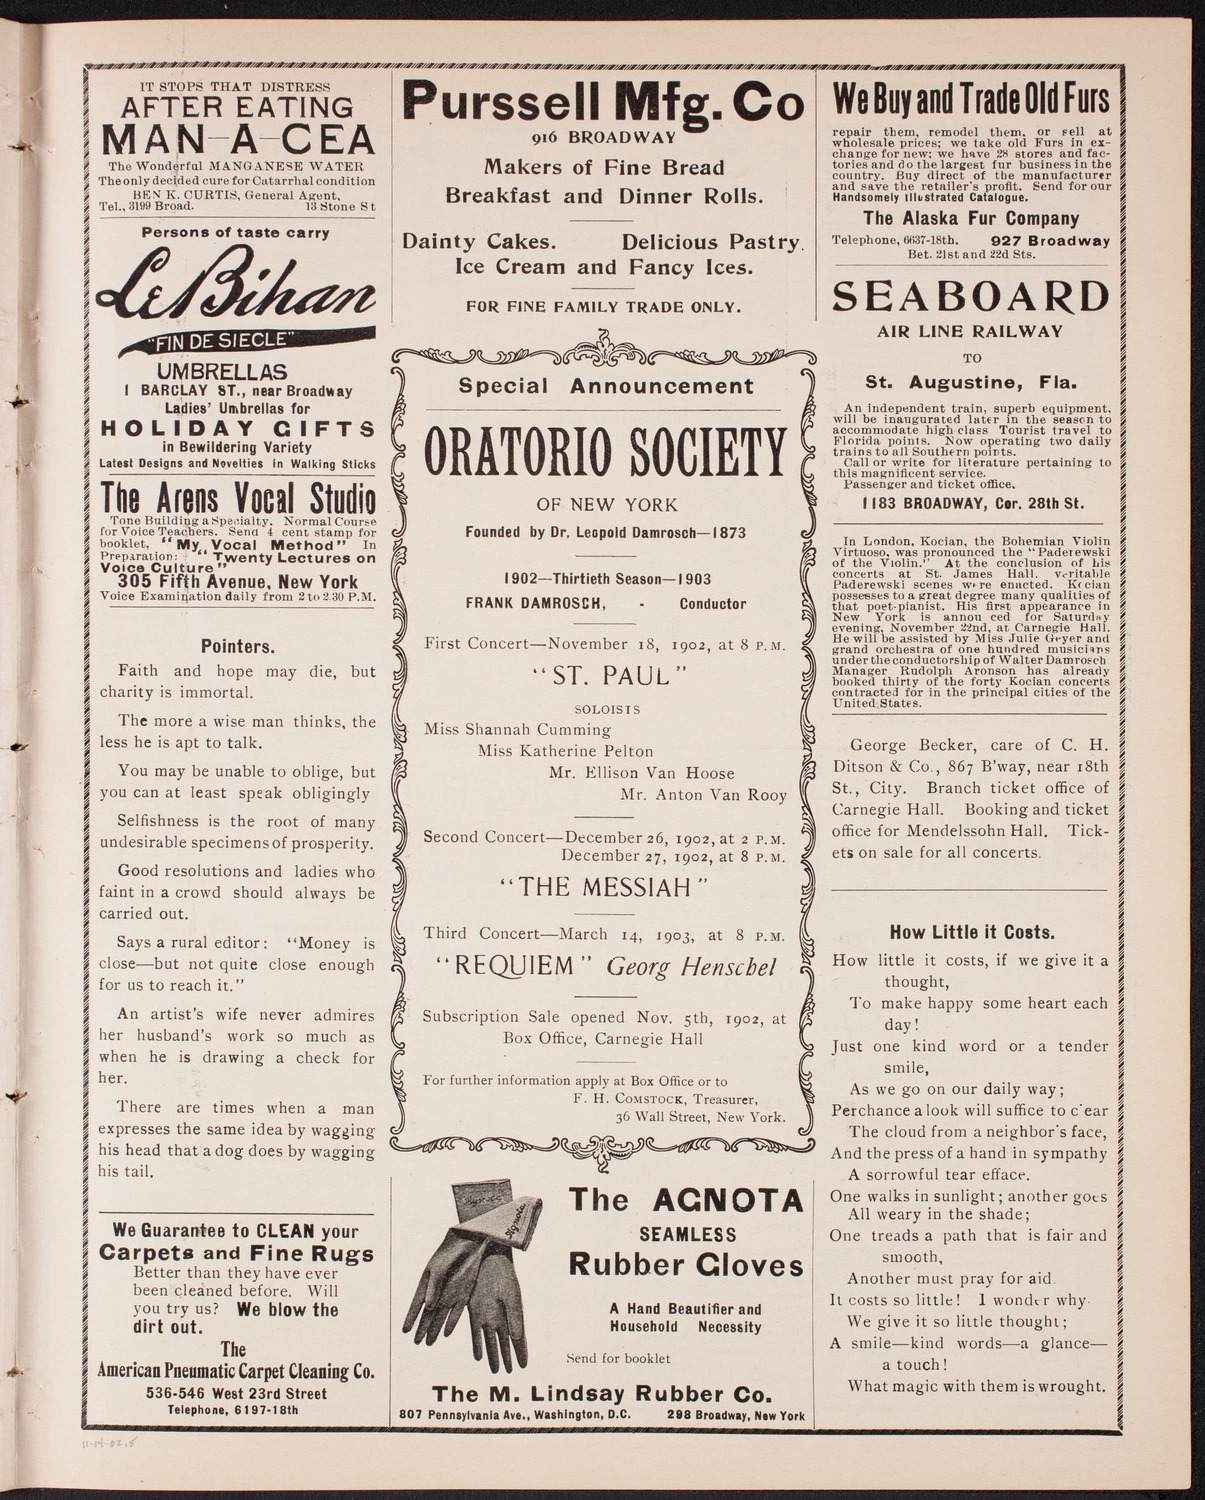 IT STOPS THAT DISTRESS
AFTER EATING
MAN-A-CEA
The Wonderful MANGANESE WATER
The only decided cure for Catarrhal condition
BEN K. CURTIS, General Agent,
Tel., 3199 Broad. 13 Stone St
Persons of taste carry
LeBihan
"FIN DE SIECLE"
UMBRELLAS
1 BARCLAY ST., near Broadway
Ladies' Umbrellas for
HOLIDAY GIFTS
in Bewildering Variety
Latest Designs and Novelties in Walking Sticks
The Arens Vocal Studio
Tone Building a Specialty. Normal Course
for Voice Teachers. Send 4 cent stamp for
booklet, "My Vocal Method" In
Preparation: "Twenty Lectures on
Voice Culture"
305 Fifth Avenue, New York
Voice Examination daily from 2 to 2.30 P.M.
Pointers.
Faith and hope may die, but
charity is immortal.
The more a wise man thinks, the
less he is apt to talk.
You may be unable to oblige, but
you can at least speak obligingly
Selfishness is the root of many
undesirable specimens of prosperity.
Good resolutions and ladies who
faint in a crowd should always be
carried out.
Says a rural editor: "Money is
close—but not quite close enough
for us to reach it."
An artist's wife never admires
her husband's work so much as
when he is drawing a check for
her.
There are times when a man
expresses the same idea by wagging
his head that a dog does by wagging
his tail.
We Guarantee to CLEAN your
Carpets and Fine Rugs
Better than they have ever
been cleaned before. Will
you try us? We blow the
dirt out.
The
American Pneumatic Carpet Cleaning Co.
536-546 West 23rd Street
Telephone, 6197-18th
Purssell Mfg. Co
916 BROADWAY
Makers of Fine Bread
Breakfast and Dinner Rolls.
Dainty Cakes. Delicious Pastry.
Ice Cream and Fancy Ices.
FOR FINE FAMILY TRADE ONLY.
Special Announcement
ORATORIO SOCIETY
OF NEW YORK
Founded by Dr. Leopold Damrosch—1873
1902—Thirtieth Season—1903
FRANK DAMROSCH, - Conductor
First Concert—November 18, 1902, at 8 P.M.
"ST. PAUL"
SOLOISTS
Miss Shannah Cumming
Miss Katherine Pelton
Mr. Ellison Van Hoose
Mr. Anton Van Rooy
Second Concert—December 26, 1902, at 2 P.M.
December 27, 1902, at 8 P.M.
"THE MESSIAH"
Third Concert—March 14, 1903, at 8 P.M.
"REQUIEM" Georg Henschel
Subscription Sale opened Nov. 5th, 1902, at
Box Office, Carnegie Hall
For further information apply at Box Office or to
F. H. COMSTOCK, Treasurer,
36 Wall Street, New York.
Agnota
The AGNOTA
SEAMLESS
Rubber Gloves
A Hand Beautifier and
Household Necessity
Send for booklet
The M. Lindsay Rubber Co.
807 Pennsylvania Ave., Washington, D.C. 298 Broadway, New York
We Buy and Trade Old Furs
repair them, remodel them, or sell at
wholesale prices; we take old Furs in ex-
change for new; we have 28 stores and fac-
tories and do the largest fur business in the
country. Buy direct of the manufacturer
and save the retailer's profit. Send for our
Handsomely Illustrated Catalogue.
The Alaska Fur Company
Telephone, 6637-18th. 927 Broadway
Bet. 21st and 22d Sts.
SEABOARD
AIR LINE RAILWAY
TO
St. Augustine, Fla.
An independent train, superb equipment,
will be inaugurated later in the season to
accommodate high class Tourist travel to
Florida points. Now operating two daily
trains to all Southern points.
Call or write for literature pertaining to
this magnificent service.
Passenger and ticket office,
1183 BROADWAY, Cor. 28th St.
In London, Kocian, the Bohemian Violin
Virtuoso, was pronounced the "Paderewski
of the Violin." At the conclusion of his
concerts at St. James Hall, veritable
Paderewski scenes were enacted. Kocian
possesses to a great degree many qualities of
that poet-pianist. His first appearance in
New York is annou ced for Saturday
evening, November 22nd, at Carnegie Hall.
He will be assisted by Miss Julie Geyer and
grand orchestra of one hundred musicians
under the conductorship of Walter Damrosch
Manager Rudolph Aronson has already
booked thirty of the forty Kocian concerts
contracted for in the principal cities of the
United States.
George Becker, care of C. H.
Ditson & Co., 867 B'way, near 18th
St., City. Branch ticket office of
Carnegie Hall. Booking and ticket
office for Mendelssohn Hall. Tick-
ets on sale for all concerts.
How Little it Costs.
How little it costs, if we give it a
thought,
To make happy some heart each
day!
Just one kind word or a tender
smile,
As we go on our daily way;
Perchance a look will suffice to c'ear
The cloud from a neighbor's face,
And the press of a hand in sympathy
A sorrowful tear efface.
One walks in sunlight; another goes
All weary in the shade;
One treads a path that is fair and
smooth,
Another must pray for aid.
It costs so little! I wonder why
We give it so little thought;
A smile—kind words—a glance—
a touch!
What magic with them is wrought.
11-14-02.5